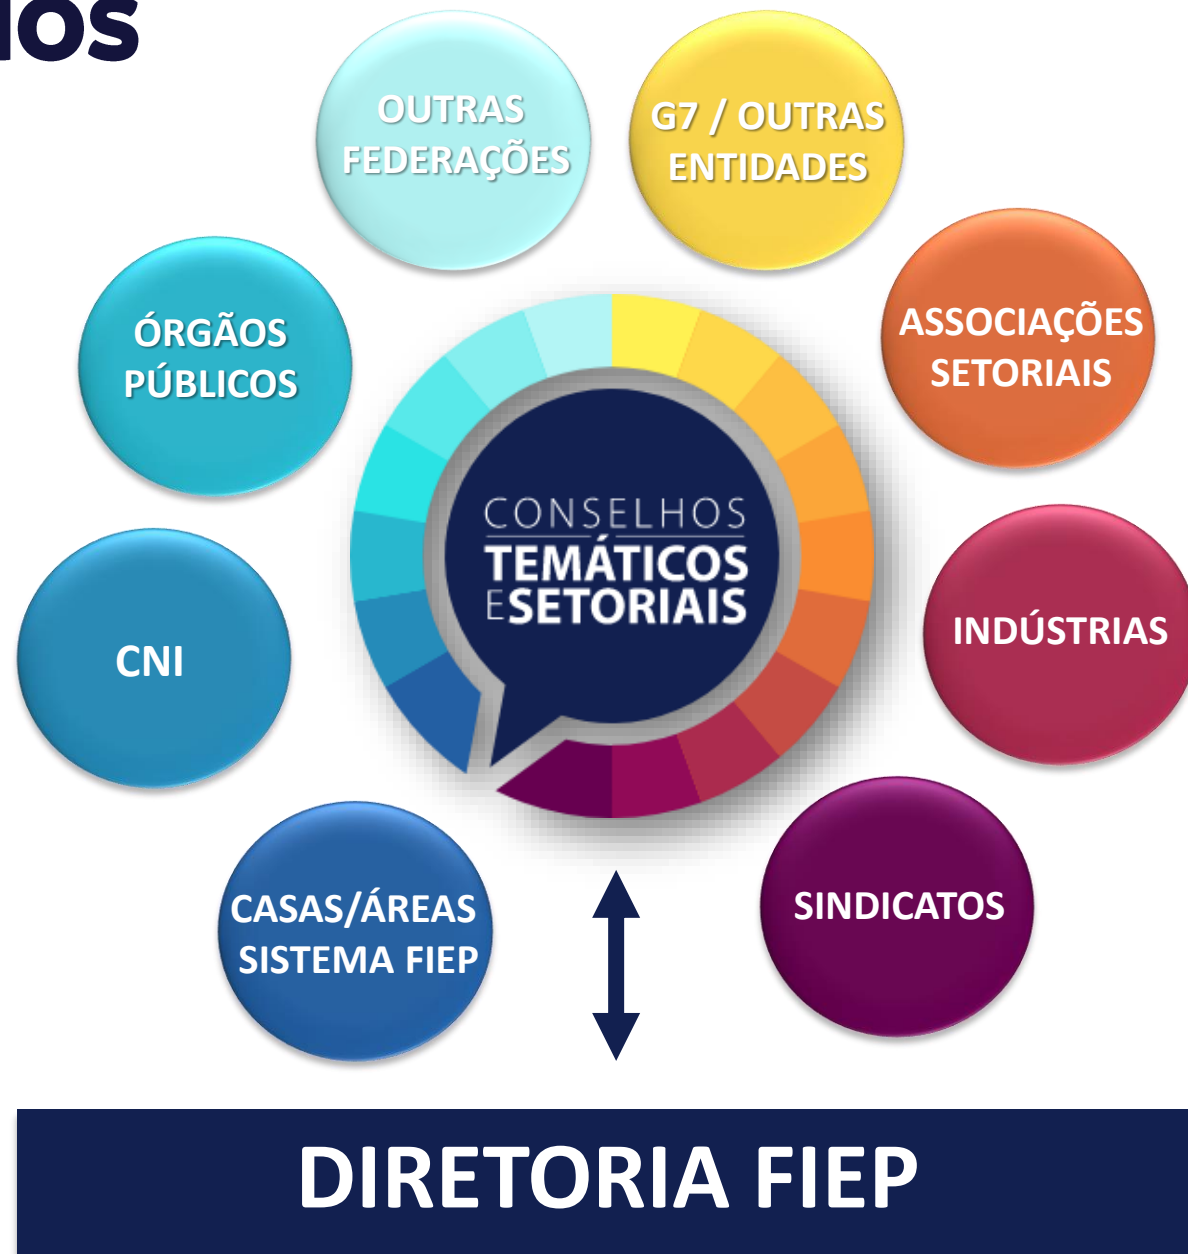 OUTRAS
FEDERAÇÕES
G7 / OUTRAS
ENTIDADES
ÓRGÃOS
PÚBLICOS
ASSOCIAÇÕES
SETORIAIS
CONSELHOS
TEMÁTICOS
E SETORIAIS
CNI
INDÚSTRIAS
CASAS/ÁREAS
SISTEMA FIEP
SINDICATOS
DIRETORIA FIEP